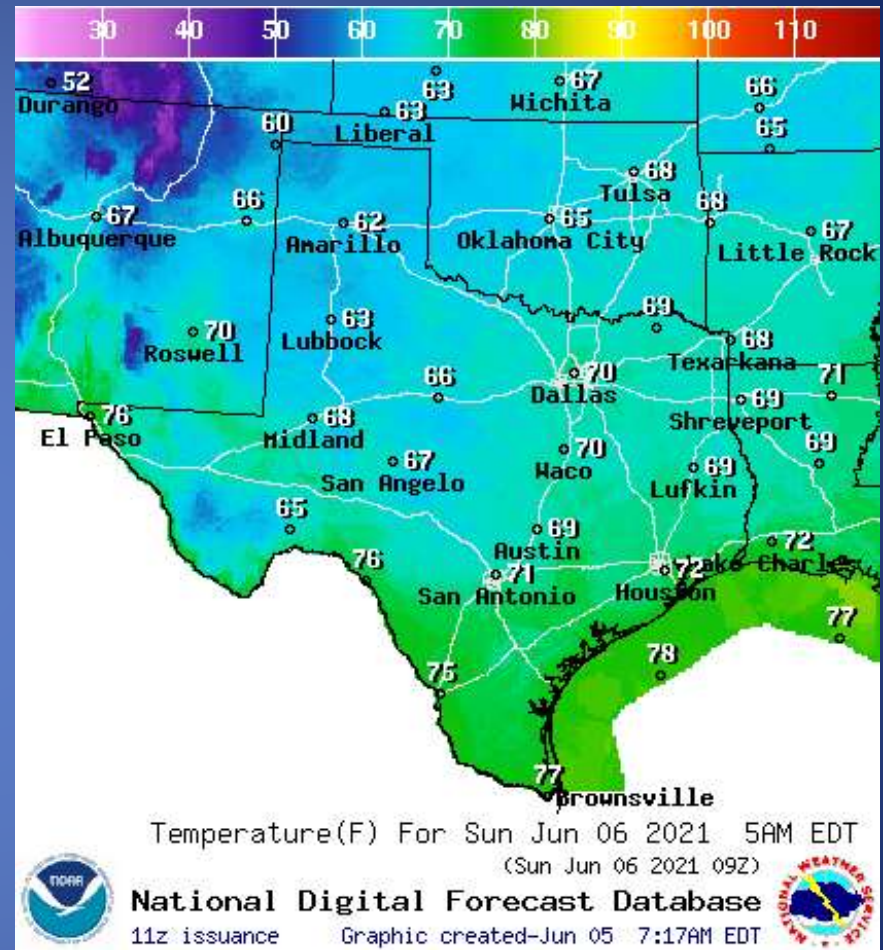 30 40 50 60 70 80 90 100 110
52
Durango
63
67
Wichita
66
63
Liberal
60
65
68
Tulsa
67
Albuquerque
66
62
Amarillo
65
Oklahoma City
68
67
Little Rock
70
Roswell
63
Lubbock
69
68
Texarkana
70
Dallas
66
71
76
El Paso
68
Midland
69
Shreveport
67
San Angelo
70
Waco
69
Lufkin
69
65
69
Austin
72
Lake Charles
76
71
San Antonio
72
Houston
77
78
75
77
Brownsville
Temperature(F) For Sun Jun 06 2021 5AM EDT
(Sun Jun 06 2021 09Z)
NOAA
National Digital Forecast Database
11z issuance Graphic created-Jun 05 7:17AM EDT